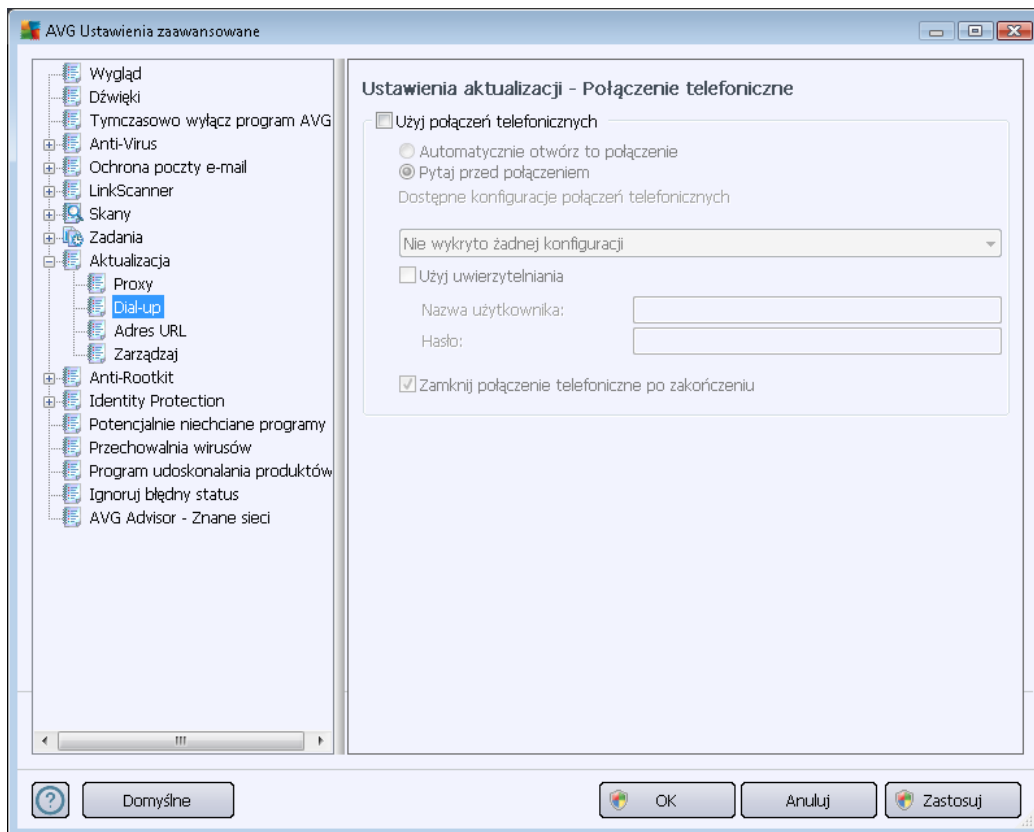 AVG Ustawienia zaawansowane
Wygląd
Dźwięki
Tymczasowo wyłącz program AVG
Anti-Virus
Ochrona poczty e-mail
LinkScanner
Skany
Zadania
Aktualizacja
Proxy
Dial-up
Adres URL
Zarządzaj
Anti-Rootkit
Identity Protection
Potencjalnie niechciane programy
Przechowalnia wirusów
Program udoskonalania produktów
Ignoruj błędny status
AVG Advisor - Znane sieci
Ustawienia aktualizacji - Połączenie telefoniczne
Użyj połączeń telefonicznych
Automatycznie otwórz to połączenie
Pytaj przed połączeniem
Dostępne konfiguracje połączeń telefonicznych
Nie wykryto żadnej konfiguracji
Użyj uwierzytelniania
Nazwa użytkownika:
Hasło:
Zamknij połączenie telefoniczne po zakończeniu
Domyślne
OK
Anuluj
Zastosuj